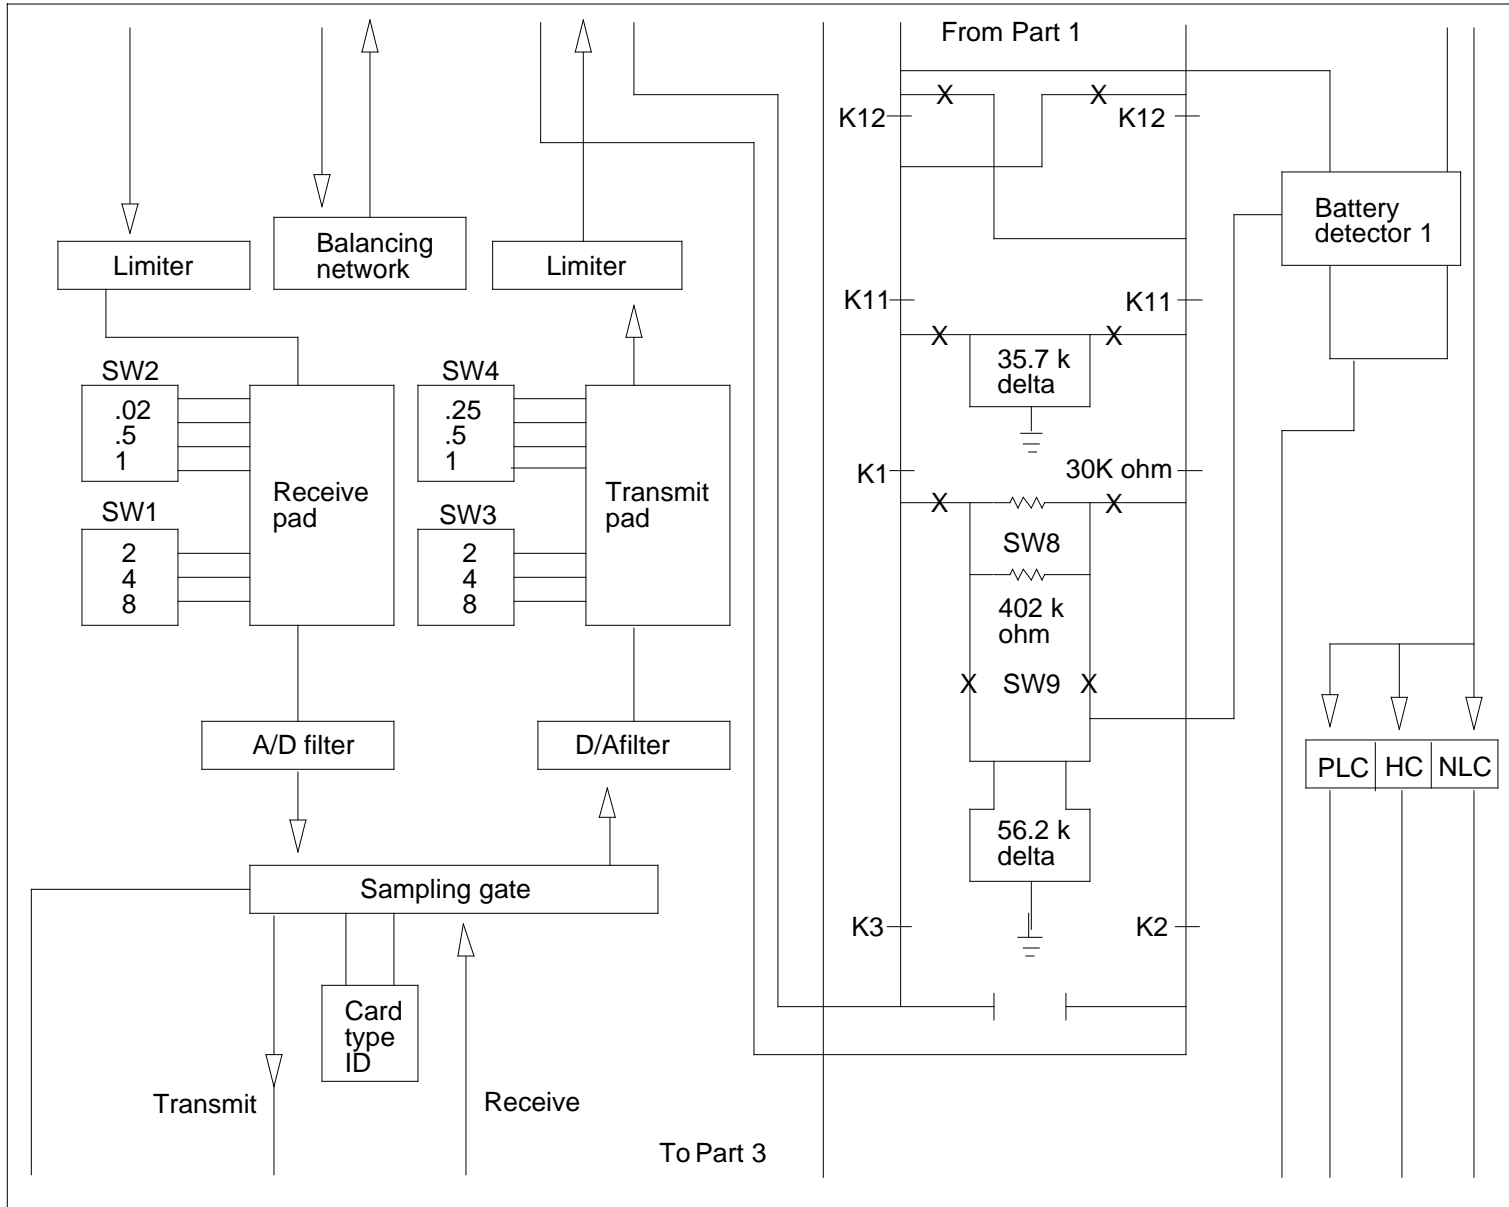 From Part 1
K12
K12
Battery
detector 1
Balancing
network
Limiter
Limiter
K11
K11
35.7 k
delta
SW2
.02
.5
1
SW4
.25
.5
1
K1
30K ohm
Receive
pad
Transmit
pad
SW1
2
4
8
SW3
2
4
8
SW8
402 k
ohm
SW9
A/D filter
D/Afilter
PLC
HC
NLC
56.2 k
delta
Sampling gate
K3
K2
Card
type
ID
Transmit
Receive
To Part 3
X
X
X
X
X
X
X
X